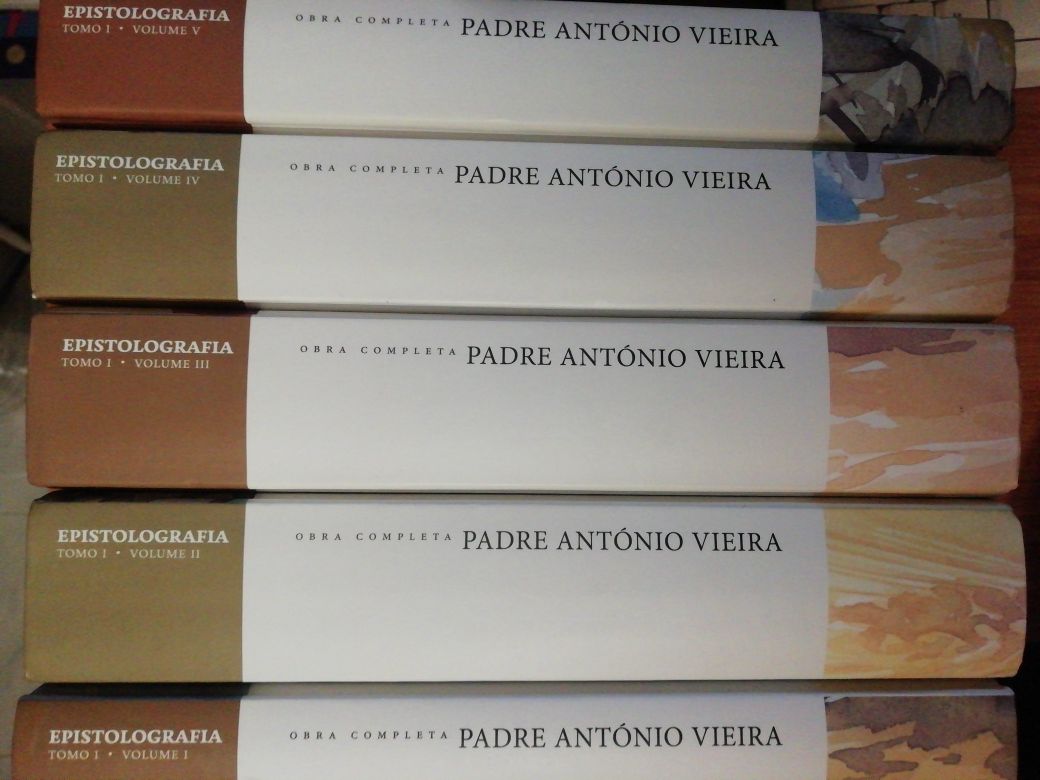 EPISTOLOGRAFIA
TOMO I • VOLUME V
OBRA COMPLETA PADRE ANTÓNIO VIEIRA
EPISTOLOGRAFIA
TOMO I • VOLUME IV
OBRA COMPLETA PADRE ANTÓNIO VIEIRA
EPISTOLOGRAFIA
TOMO I • VOLUME III
OBRA COMPLETA PADRE ANTÓNIO VIEIRA
EPISTOLOGRAFIA
TOMO I • VOLUME II
OBRA COMPLETA PADRE ANTÓNIO VIEIRA
EPISTOLOGRAFIA
TOMO I • VOLUME I
OBRA COMPLETA PADRE ANTÓNIO VIEIRA